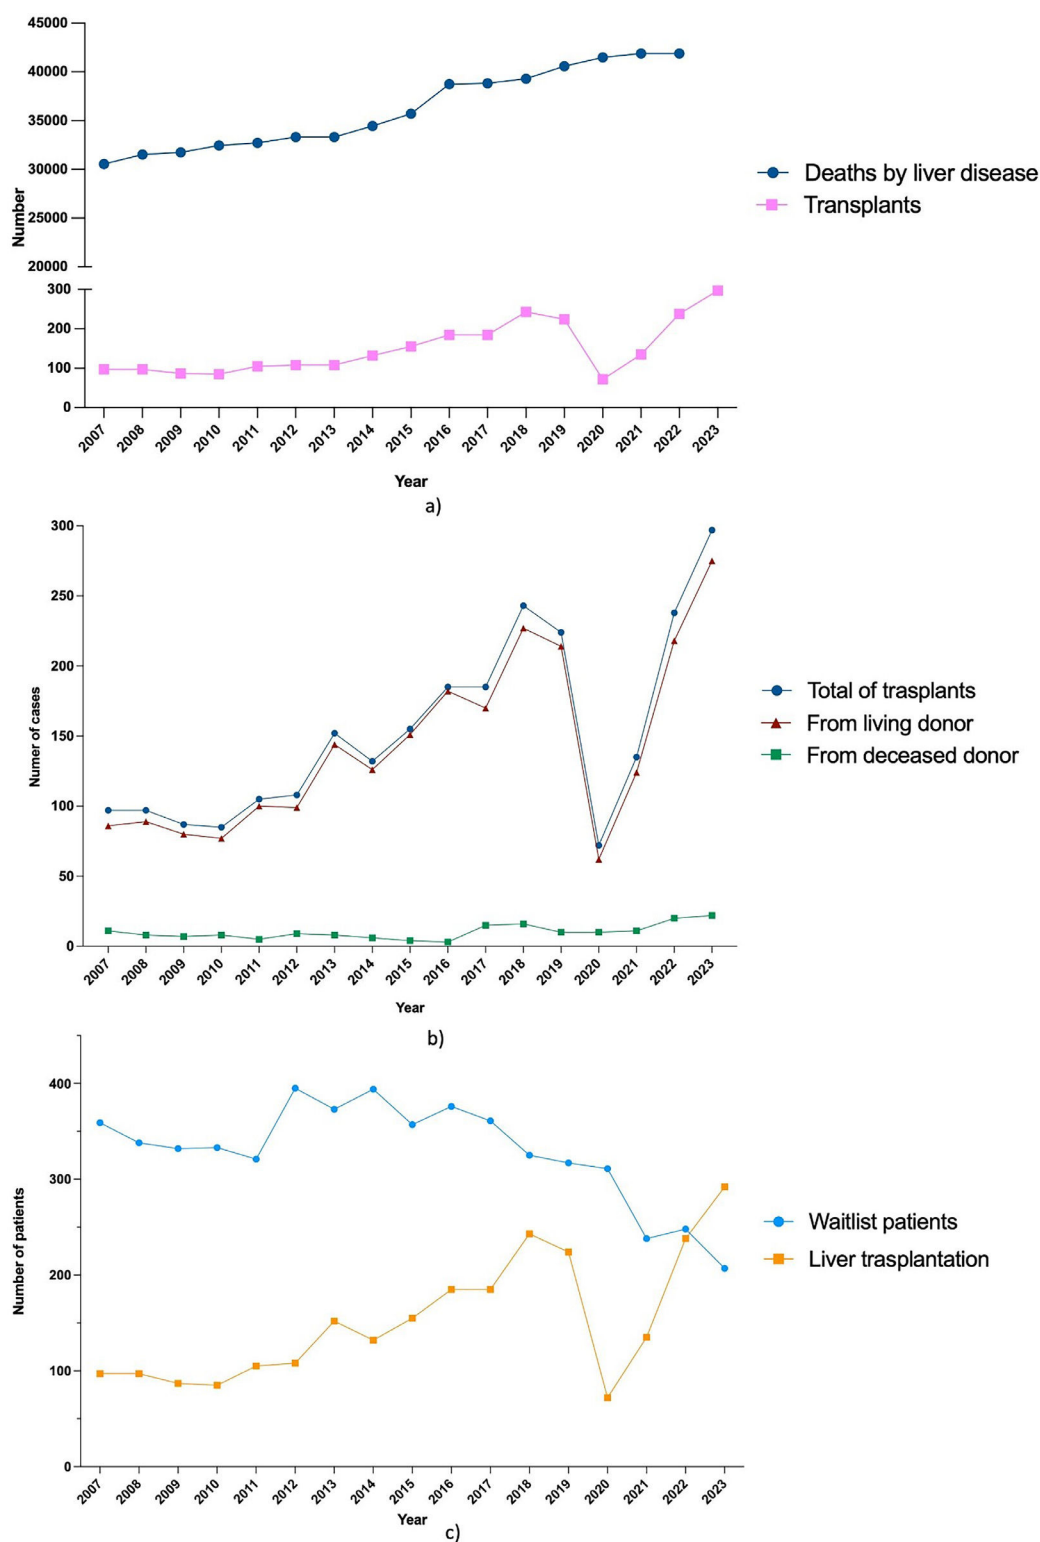 45000
40000
35000
30000
25000
20000
300
200
100
0
Number
Deaths by liver disease
Transplants
2007 2008 2009 2010 2011 2012 2013 2014 2015 2016 2017 2018 2019 2020 2021 2022 2023
Year
a)
300
250
200
150
100
50
0
Numer of cases
Total of trasplants
From living donor
From deceased donor
2007 2008 2009 2010 2011 2012 2013 2014 2015 2016 2017 2018 2019 2020 2021 2022 2023
Year
b)
400
300
200
100
0
Number of patients
Waitlist patients
Liver trasplantation
2007 2008 2009 2010 2011 2012 2013 2014 2015 2016 2017 2018 2019 2020 2021 2022 2023
Year
c)